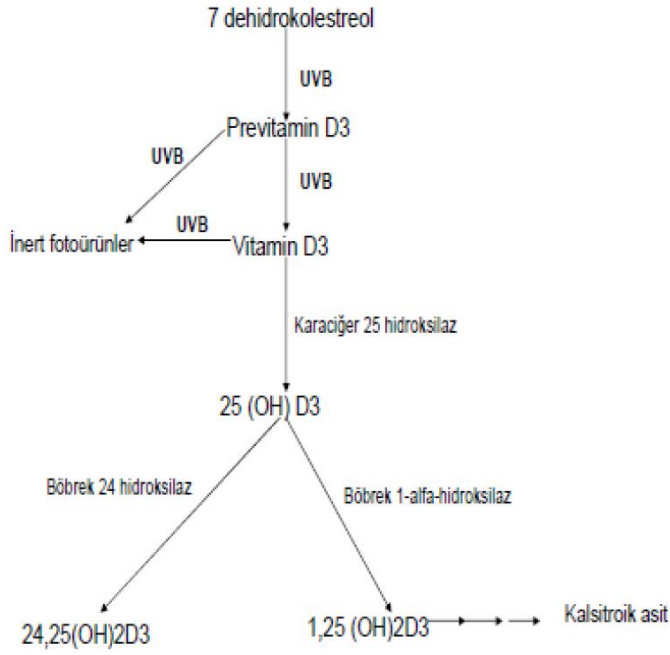 7 dehidrokolestreol
UVB
Previtamin D3
UVB
UVB
İnert fotoürünler
UVB
Vitamin D3
Karaciğer 25 hidroksilaz
25 (OH) D3
Böbrek 24 hidroksilaz
Böbrek 1-alfa-hidroksilaz
24,25(OH)2D3
1,25 (OH)2D3
Kalsitroik asit